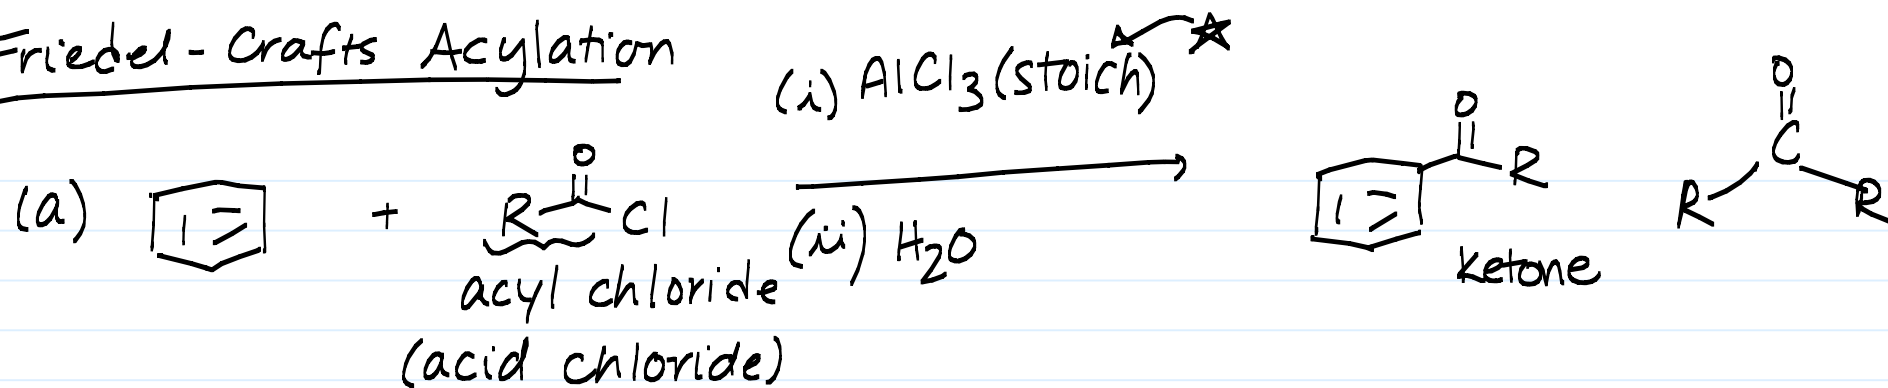 Friedel-Crafts Acylation
(i) AlCl3 (stoich)
(a)
+
O
R
Cl
(ii) H2O
O
R
O
C
R
R
ketone
acyl chloride
(acid chloride)